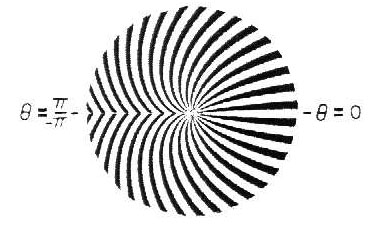 θ = π/-π -
- θ = 0